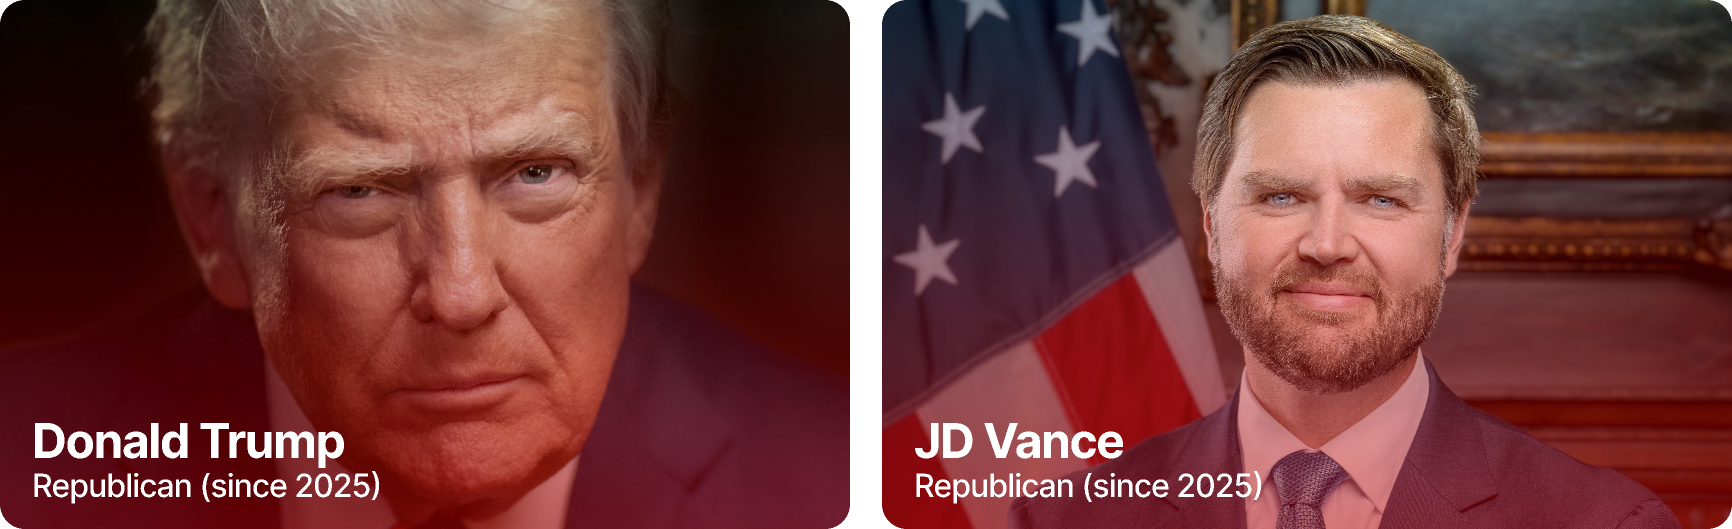 Donald Trump
Republican (since 2025)
JD Vance
Republican (since 2025)